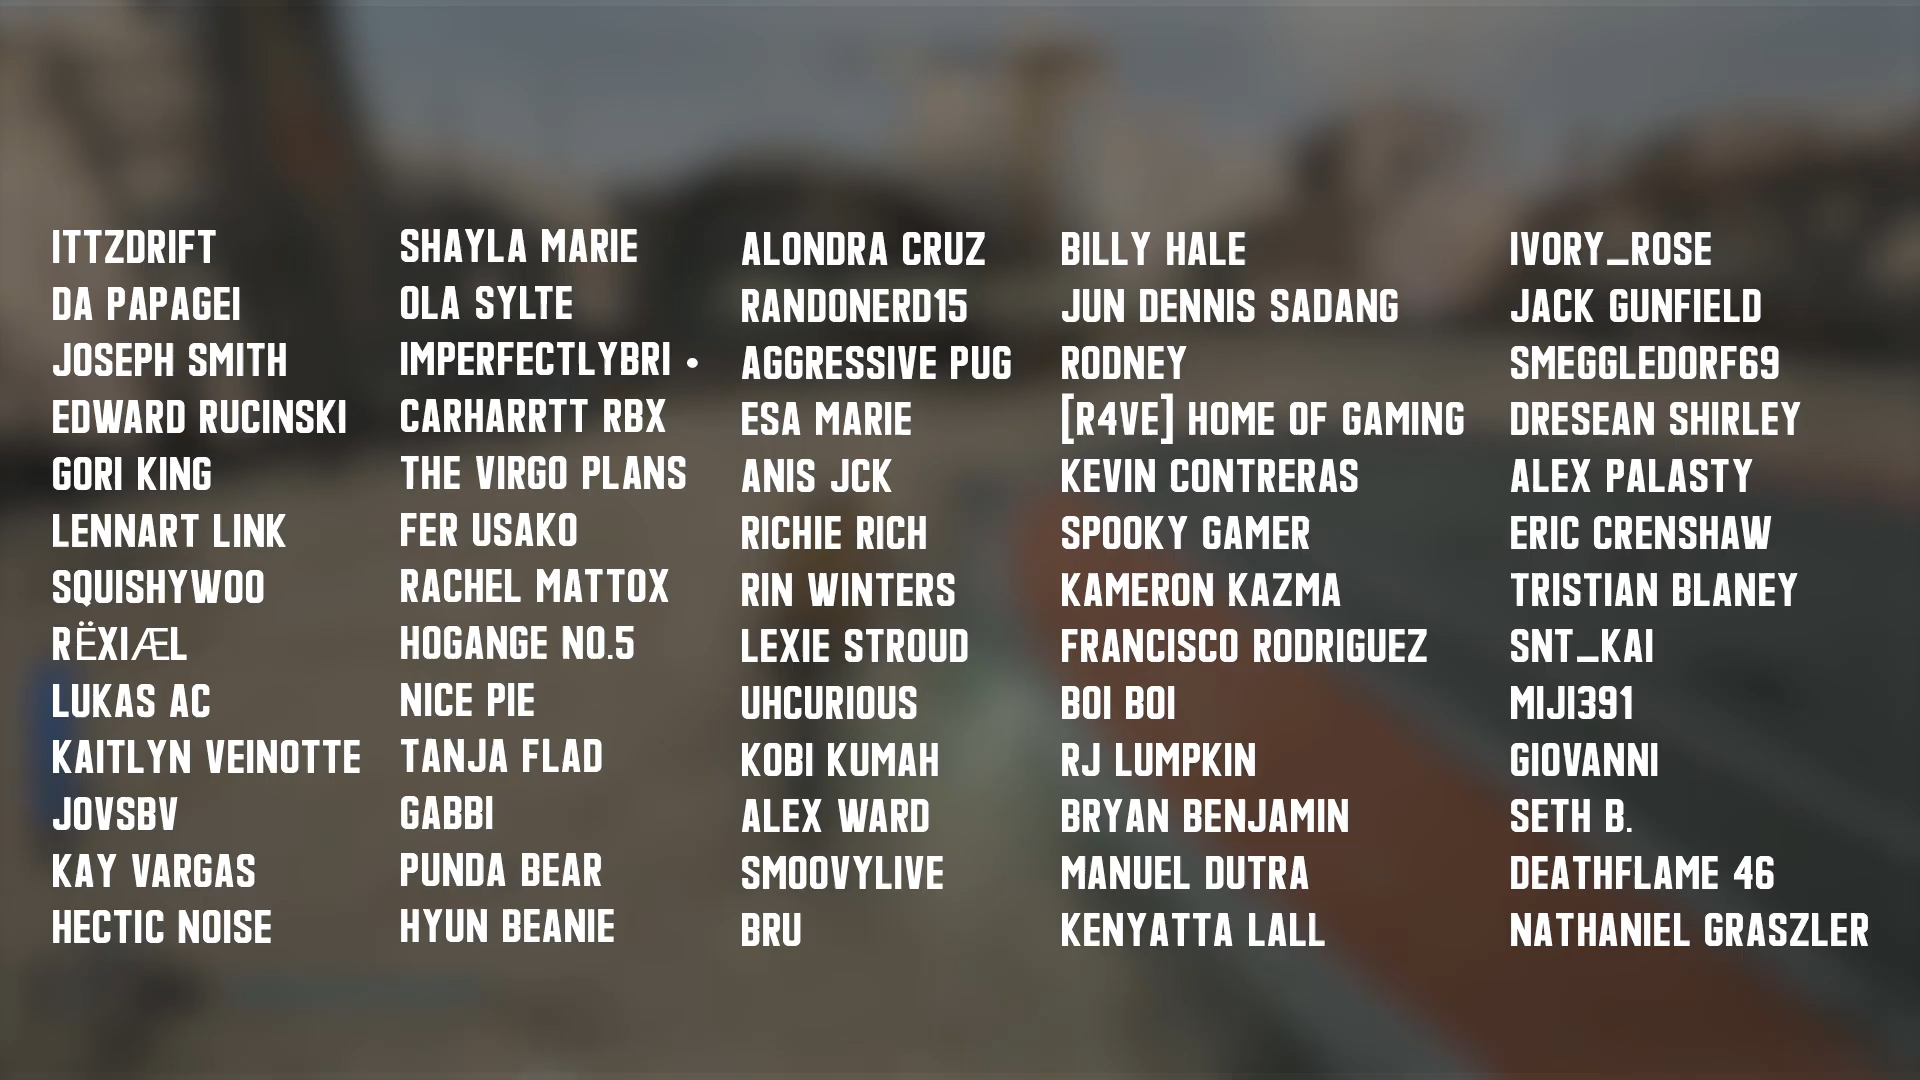 ITTZDRIFT
DA PAPAGEI
JOSEPH SMITH
EDWARD RUCINSKI
GORI KING
LENNART LINK
SQUISHYWOO
RËXIÆL
LUKAS AC
KAITLYN VEINOTTE
JOVSBV
KAY VARGAS
HECTIC NOISE
SHAYLA MARIE
OLA SYLTE
IMPERFECTLYBRI •
CARHARRTT RBX
THE VIRGO PLANS
FER USAKO
RACHEL MATTOX
HOGANGE NO.5
NICE PIE
TANJA FLAD
GABBI
PUNDA BEAR
HYUN BEANIE
ALONDRA CRUZ
RANDONERD15
AGGRESSIVE PUG
ESA MARIE
ANIS JCK
RICHIE RICH
RIN WINTERS
LEXIE STROUD
UHCURIOUS
KOBI KUMAH
ALEX WARD
SMOOVYLIVE
BRU
BILLY HALE
JUN DENNIS SADANG
RODNEY
[R4VE] HOME OF GAMING
KEVIN CONTRERAS
SPOOKY GAMER
KAMERON KAZMA
FRANCISCO RODRIGUEZ
BOI BOI
RJ LUMPKIN
BRYAN BENJAMIN
MANUEL DUTRA
KENYATTA LALL
IVORY_ROSE
JACK GUNFIELD
SMEGGLEDORF69
DRESEAN SHIRLEY
ALEX PALASTY
ERIC CRENSHAW
TRISTIAN BLANEY
SNT_KAI
MIJI391
GIOVANNI
SETH B.
DEATHFLAME 46
NATHANIEL GRASZLER